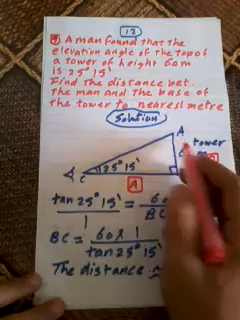 12
A man found that the
elevation angle of the top of
a tower of height 60m
is 25° 15'
Find the distance bet.
the man and the base of
the tower to nearest metre
Solution
A
tower
25° 15'
C
A
tan 25° 15' = 60
1 BC
BC = 60 x 1
tan 25° 15'
The distance ≈